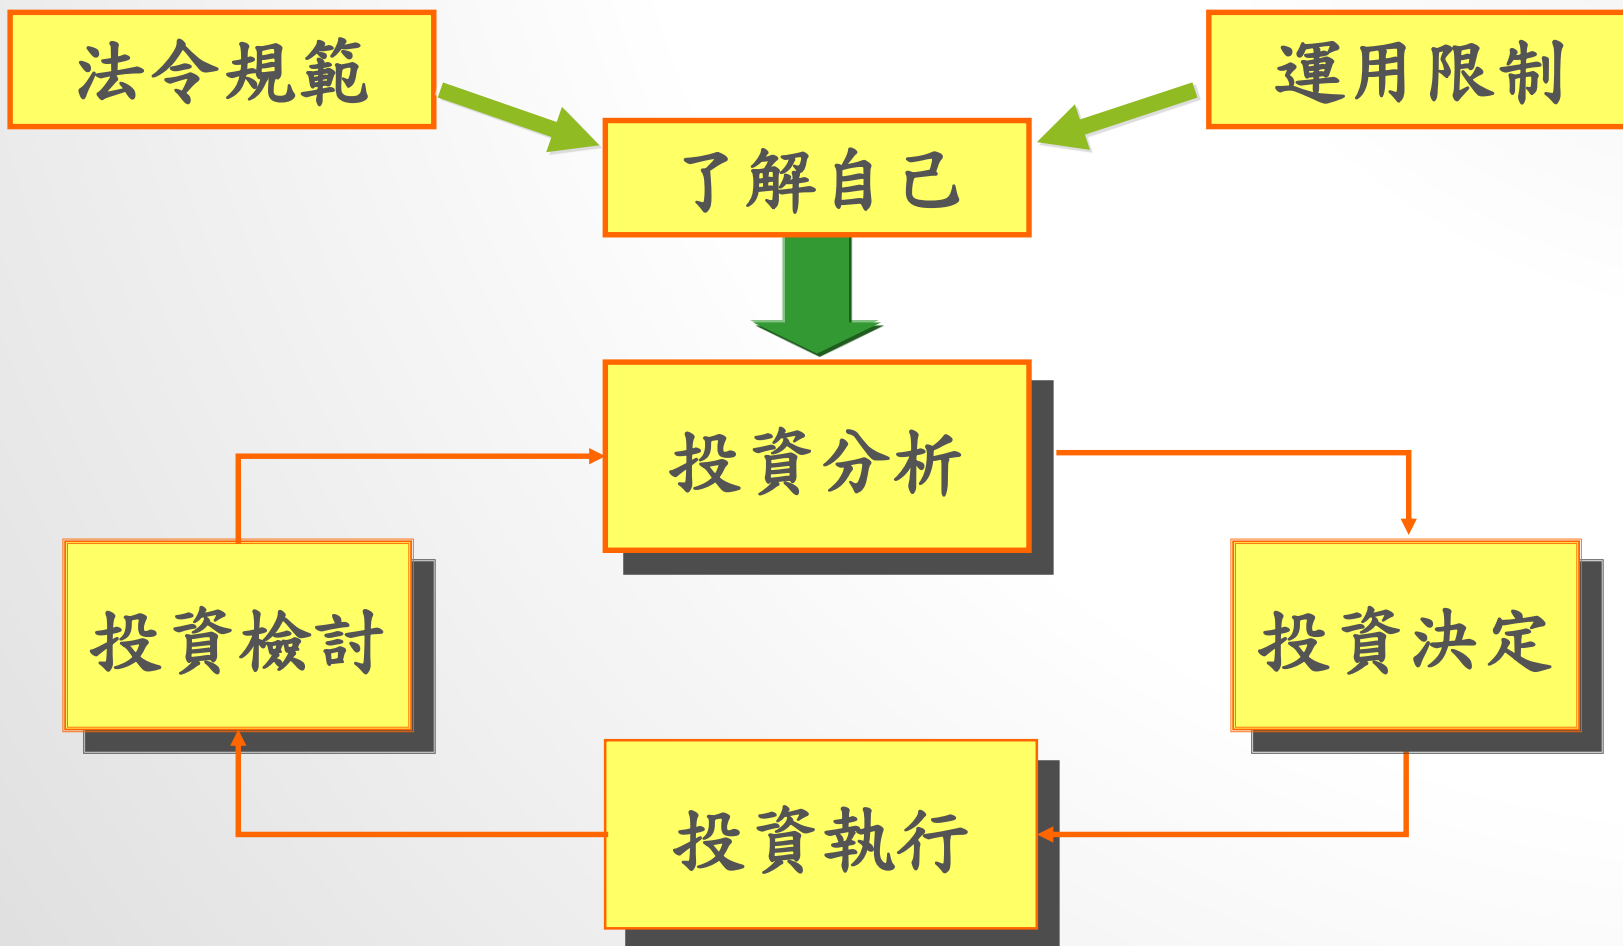 法令規範
運用限制
了解自己
投資分析
投資檢討
投資決定
投資執行